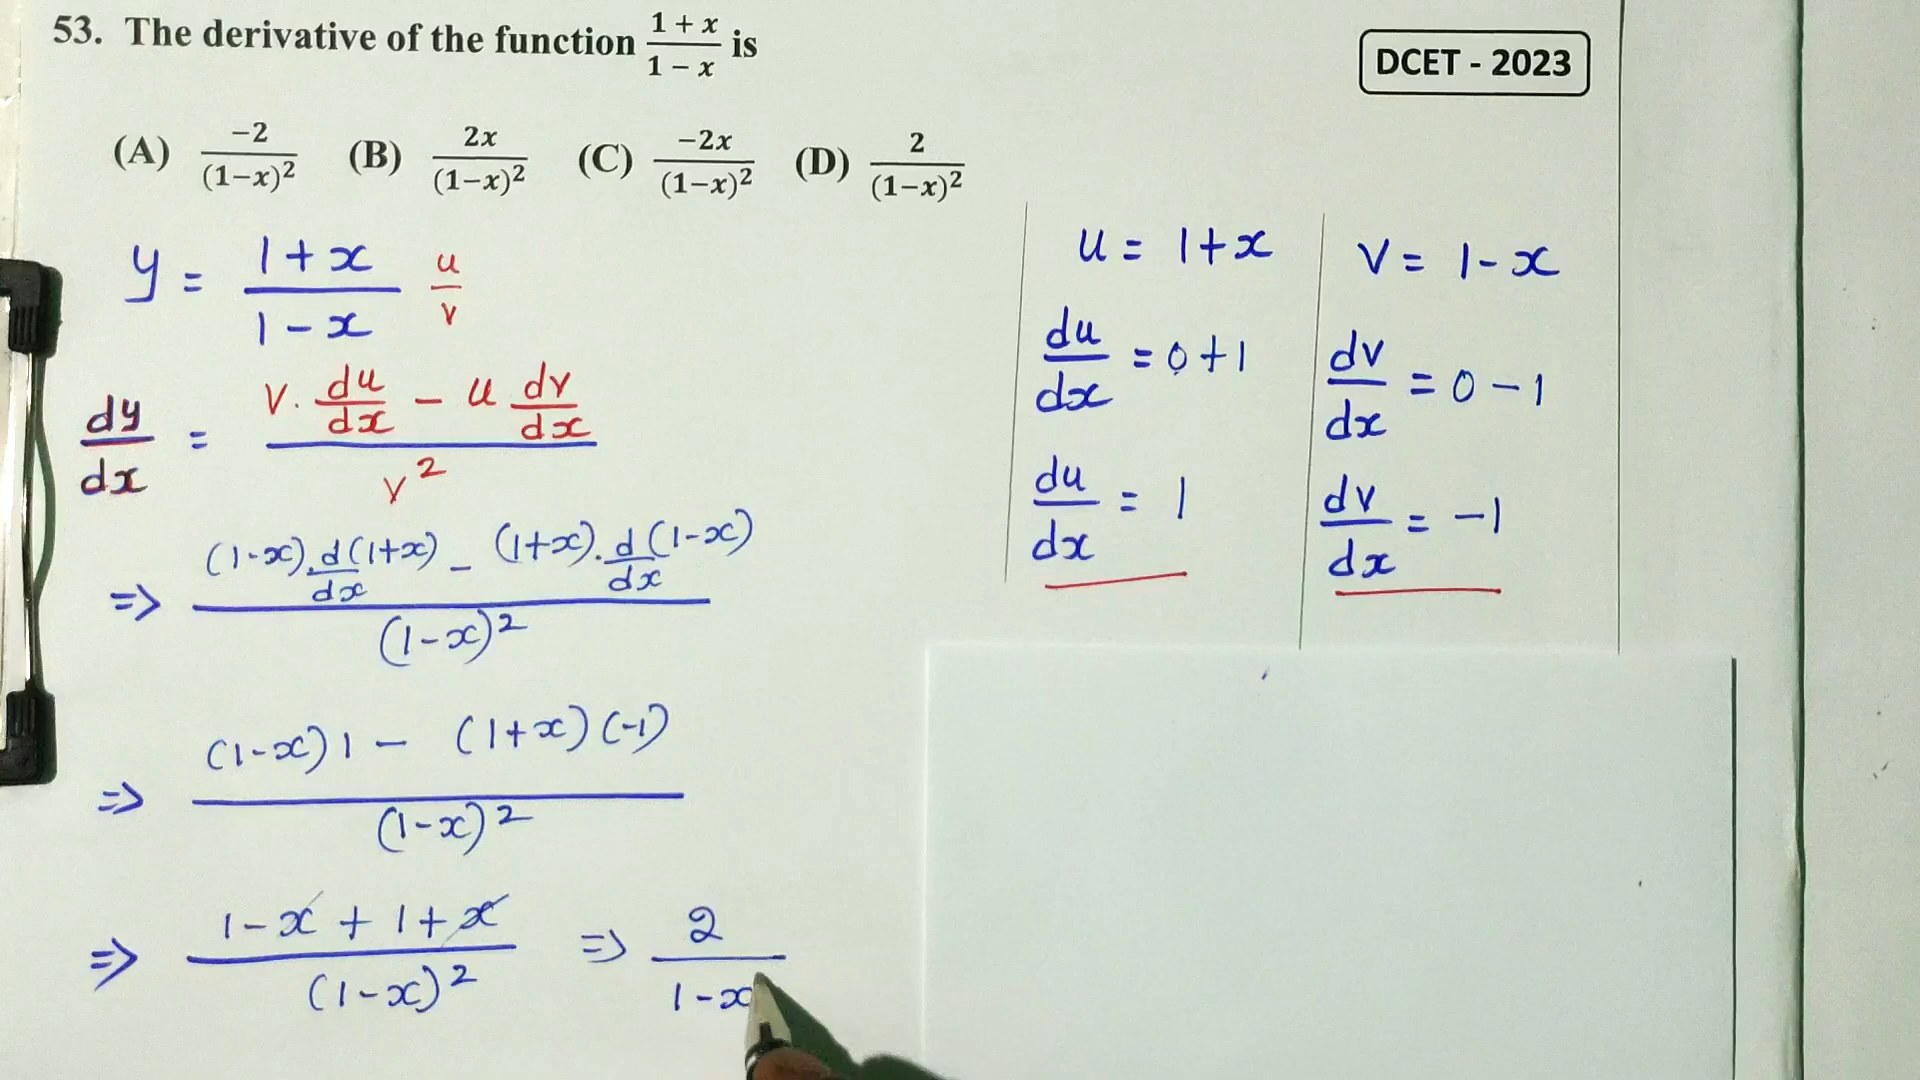 53. The derivative of the function (1 + x)/(1 − x) is
DCET - 2023
(A) −2/(1−x)² (B) 2x/(1−x)² (C) −2x/(1−x)² (D) 2/(1−x)²
y = (1+x)/(1-x) u/v
dy/dx = (v. du/dx - u dv/dx)/v²
=> ((1-x). d/dx(1+x) - (1+x). d/dx(1-x))/(1-x)²
=> ((1-x)1 - (1+x)(-1))/(1-x)²
=> (1-x+1+x)/(1-x)² => 2/1-x
u = 1+x
du/dx = 0+1
du/dx = 1
v = 1-x
dv/dx = 0-1
dv/dx = -1